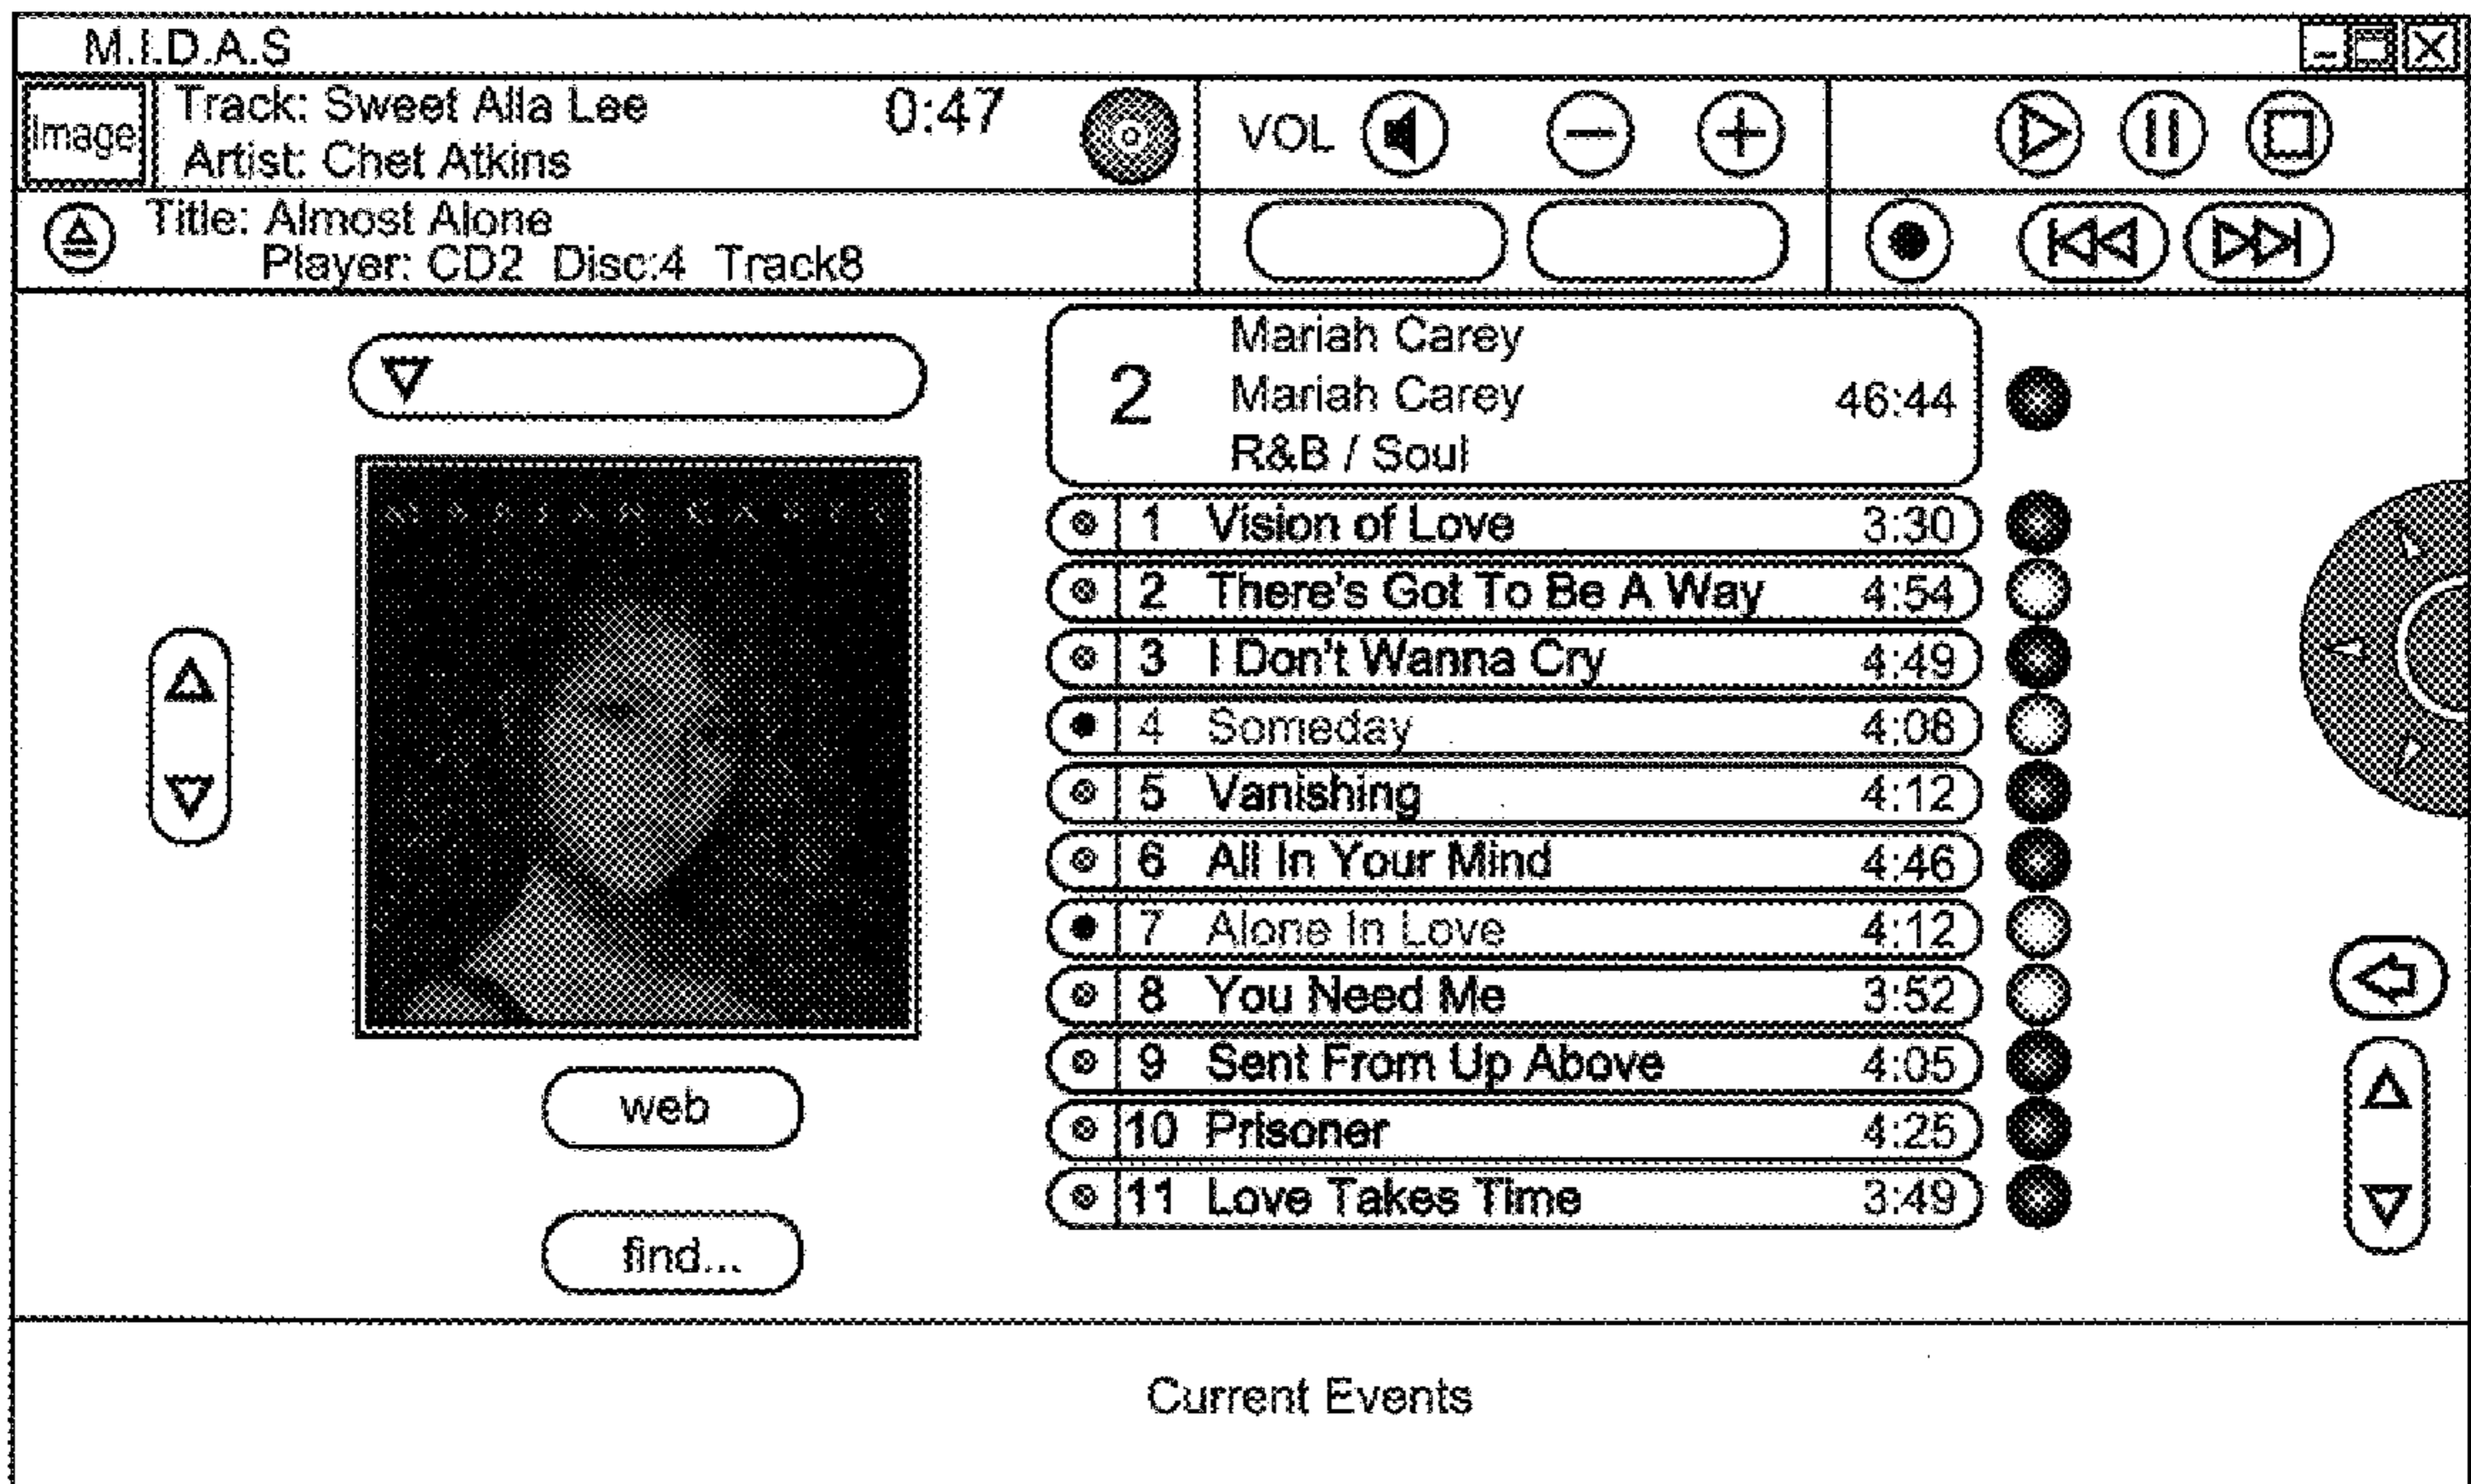 M.I.D.A.S
Image
Track: Sweet Alla Lee 0:47
Artist: Chet Atkins
VOL
Title: Almost Alone
Player: CD2 Disc:4 Track8
Mariah Carey
2 Mariah Carey 46:44
R&B / Soul
MARIAH CAREY
1 Vision of Love 3:30
2 There's Got To Be A Way 4:54
3 I Don't Wanna Cry 4:49
4 Someday 4:08
5 Vanishing 4:12
6 All In Your Mind 4:46
7 Alone In Love 4:12
8 You Need Me 3:52
9 Sent From Up Above 4:05
10 Prisoner 4:25
11 Love Takes Time 3:49
web
find...
Current Events